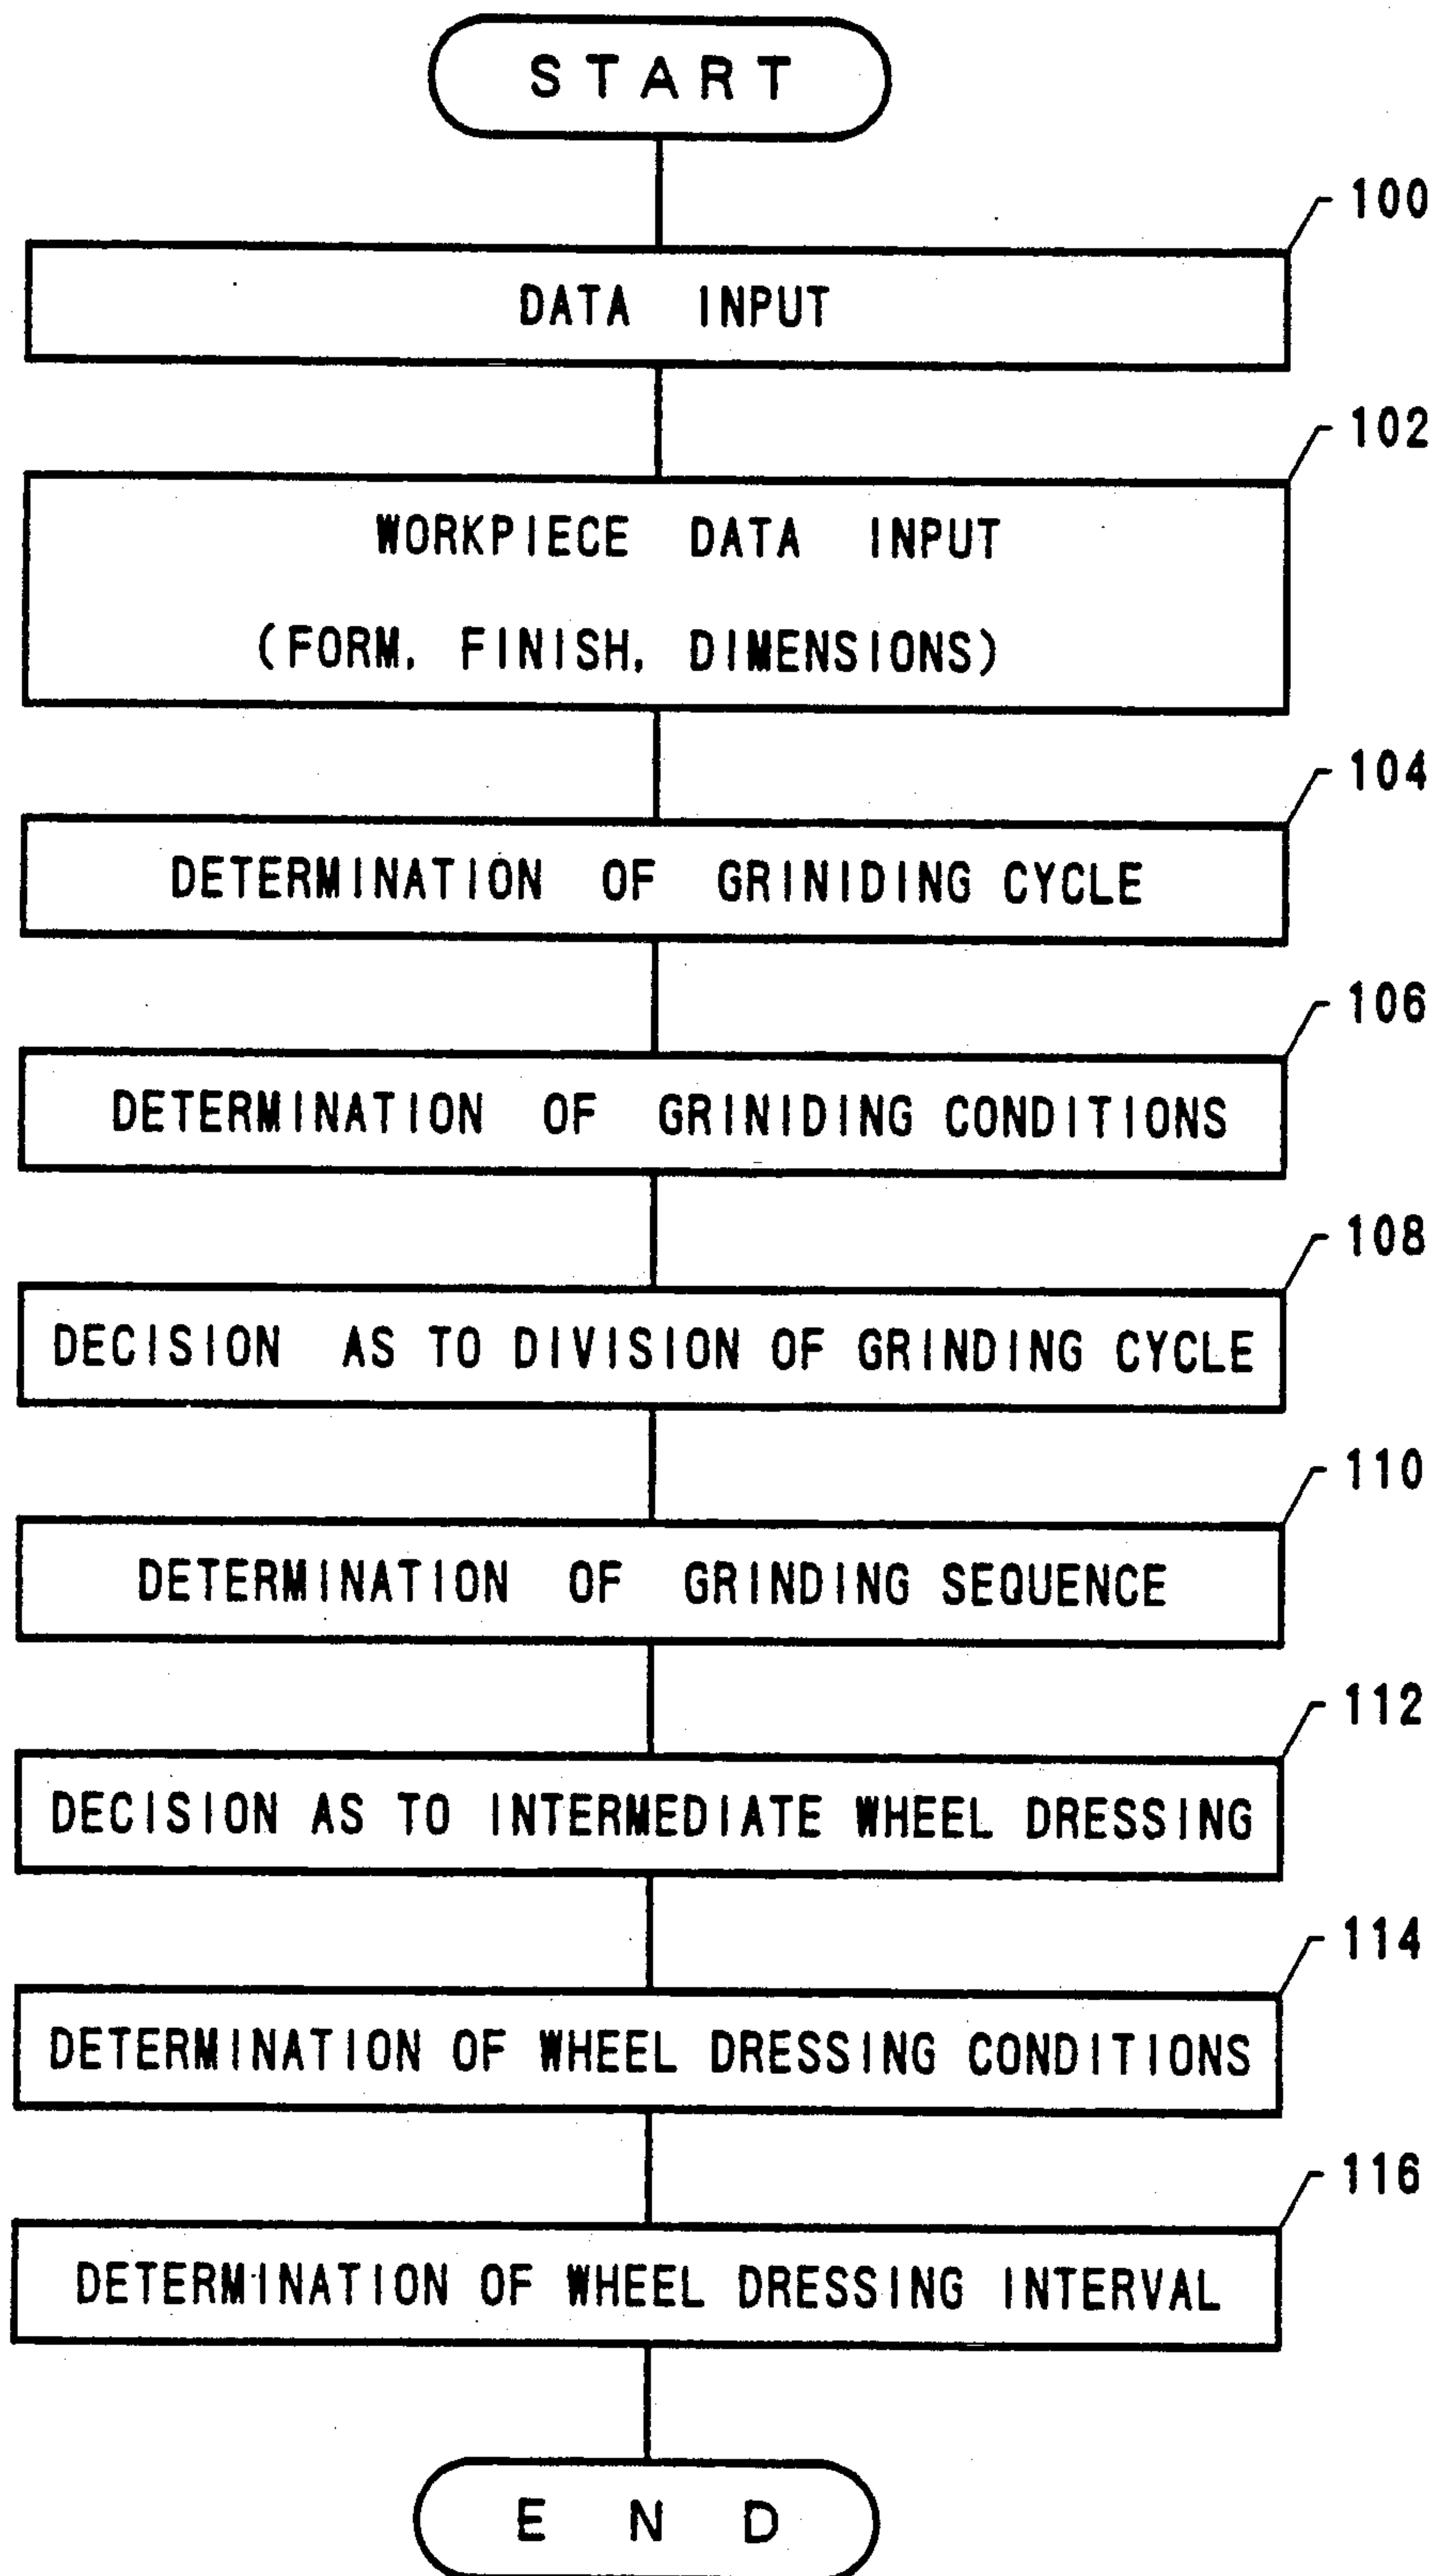 START
100
DATA INPUT
102
WORKPIECE DATA INPUT
(FORM, FINISH, DIMENSIONS)
104
DETERMINATION OF GRINIDING CYCLE
106
DETERMINATION OF GRINIDING CONDITIONS
108
DECISION AS TO DIVISION OF GRINDING CYCLE
110
DETERMINATION OF GRINDING SEQUENCE
112
DECISION AS TO INTERMEDIATE WHEEL DRESSING
114
DETERMINATION OF WHEEL DRESSING CONDITIONS
116
DETERMINATION OF WHEEL DRESSING INTERVAL
END